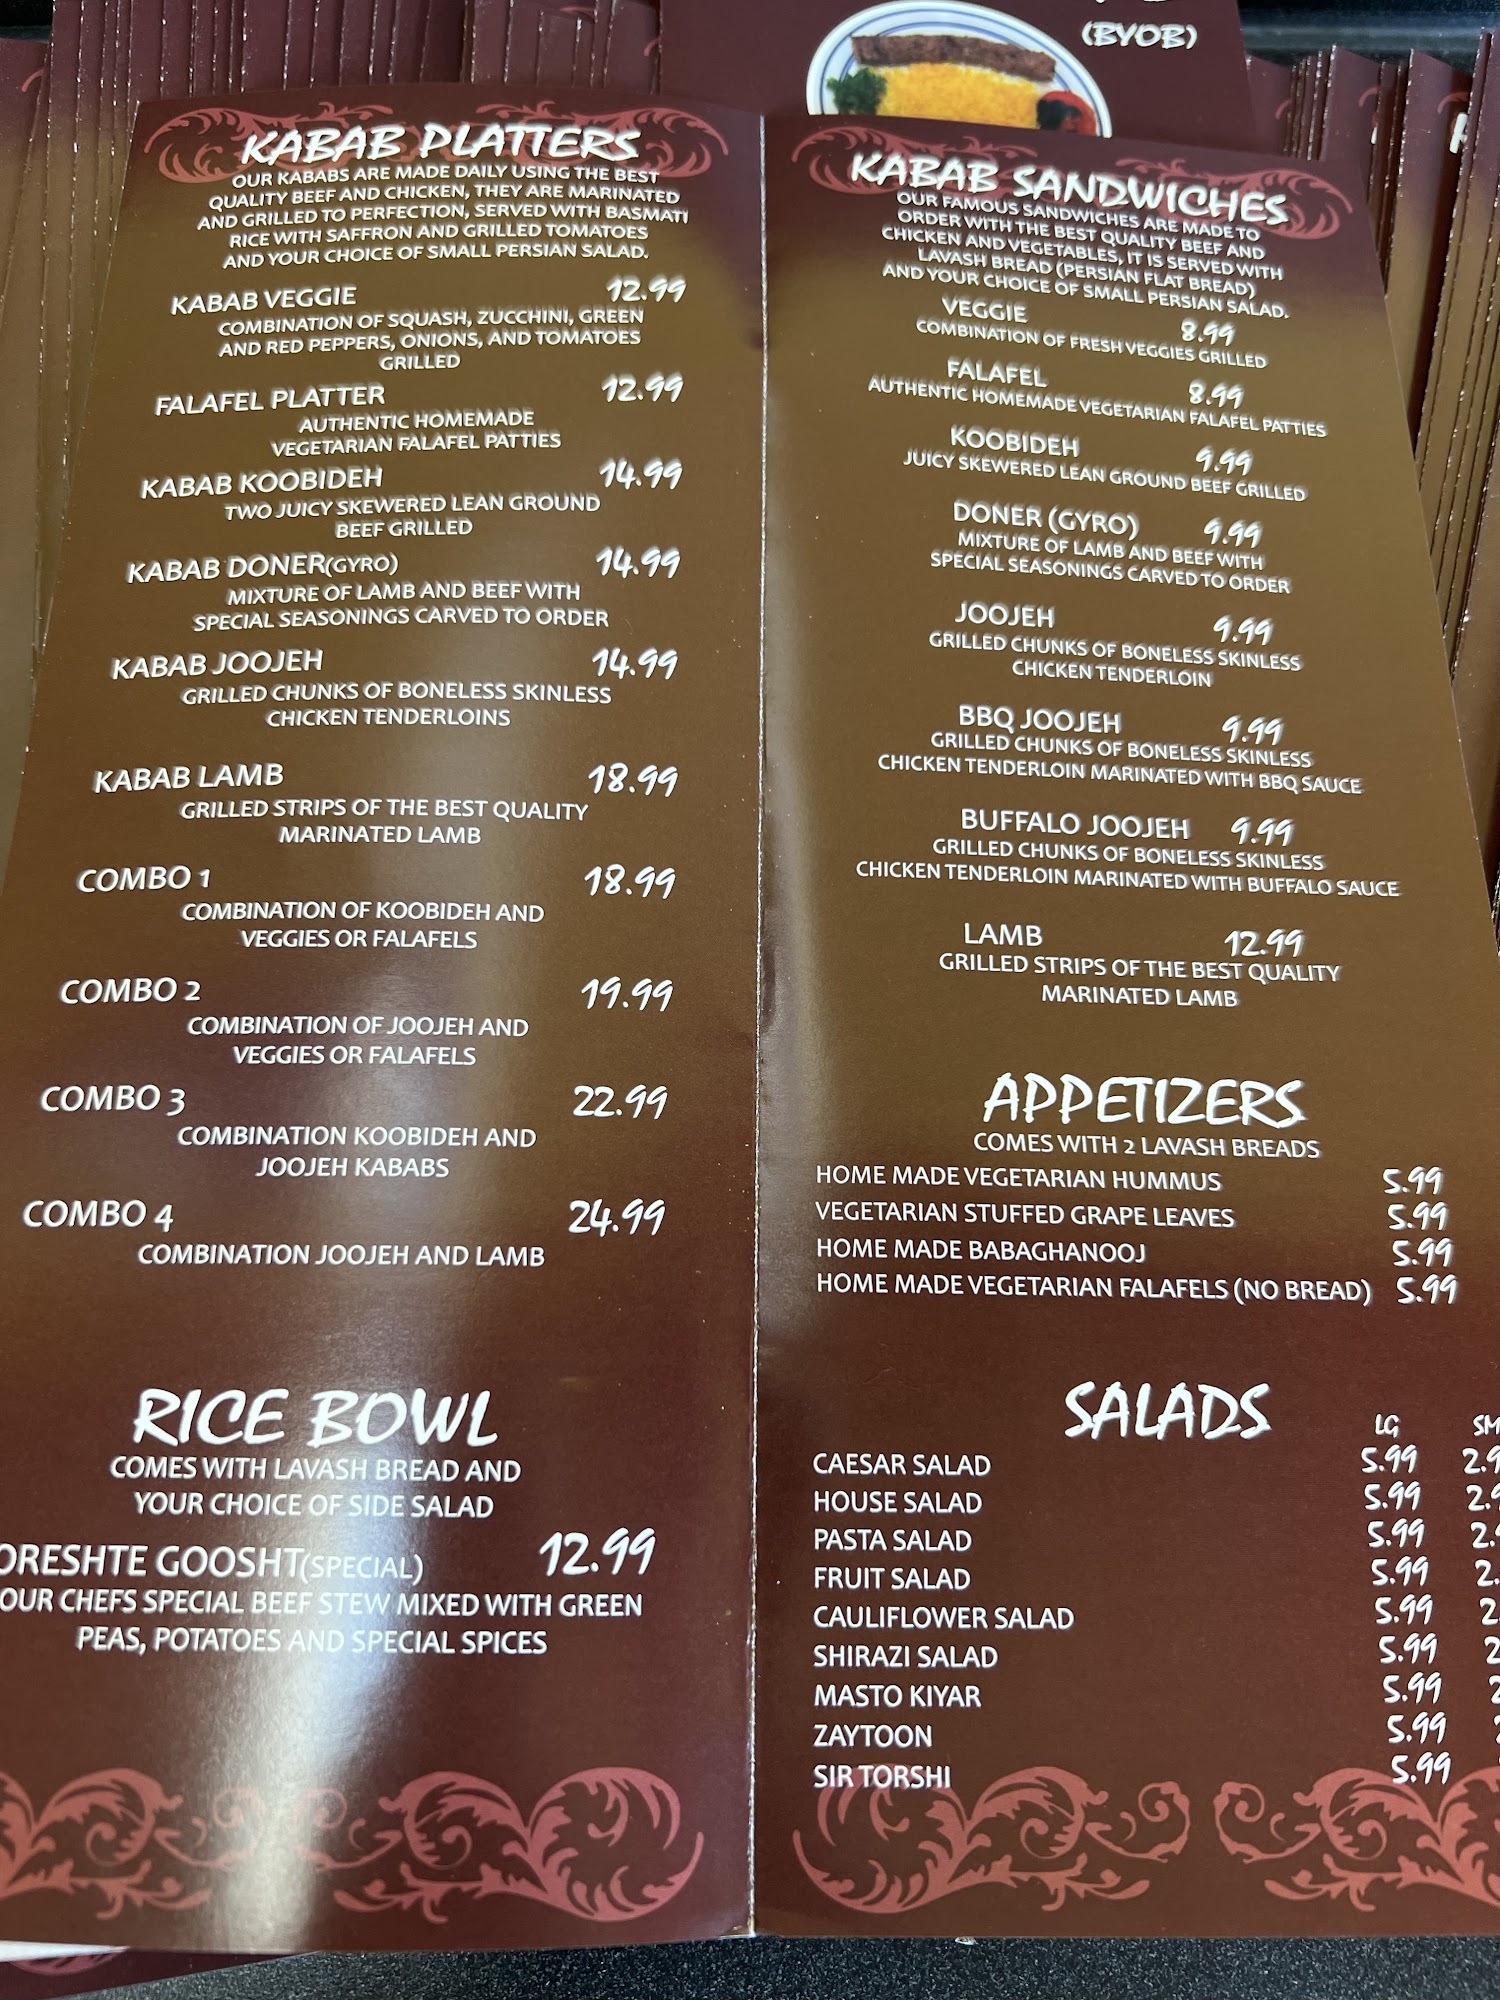 (BYOB)
KABAB PLATTERS
OUR KABABS ARE MADE DAILY USING THE BEST
QUALITY BEEF AND CHICKEN, THEY ARE MARINATED
AND GRILLED TO PERFECTION, SERVED WITH BASMATI
RICE WITH SAFFRON AND GRILLED TOMATOES
AND YOUR CHOICE OF SMALL PERSIAN SALAD.
KABAB VEGGIE 12.99
COMBINATION OF SQUASH, ZUCCHINI, GREEN
AND RED PEPPERS, ONIONS, AND TOMATOES
GRILLED
FALAFEL PLATTER 12.99
AUTHENTIC HOMEMADE
VEGETARIAN FALAFEL PATTIES
KABAB KOOBIDEH 14.99
TWO JUICY SKEWERED LEAN GROUND
BEEF GRILLED
KABAB DONER(GYRO) 14.99
MIXTURE OF LAMB AND BEEF WITH
SPECIAL SEASONINGS CARVED TO ORDER
KABAB JOOJEH 14.99
GRILLED CHUNKS OF BONELESS SKINLESS
CHICKEN TENDERLOINS
KABAB LAMB 18.99
GRILLED STRIPS OF THE BEST QUALITY
MARINATED LAMB
COMBO 1 18.99
COMBINATION OF KOOBIDEH AND
VEGGIES OR FALAFELS
COMBO 2 19.99
COMBINATION OF JOOJEH AND
VEGGIES OR FALAFELS
COMBO 3 22.99
COMBINATION KOOBIDEH AND
JOOJEH KABABS
COMBO 4 24.99
COMBINATION JOOJEH AND LAMB
RICE BOWL
COMES WITH LAVASH BREAD AND
YOUR CHOICE OF SIDE SALAD
ORESHTE GOOSHT(SPECIAL) 12.99
OUR CHEFS SPECIAL BEEF STEW MIXED WITH GREEN
PEAS, POTATOES AND SPECIAL SPICES
KABAB SANDWICHES
OUR FAMOUS SANDWICHES ARE MADE TO
ORDER WITH THE BEST QUALITY BEEF AND
CHICKEN AND VEGETABLES, IT IS SERVED WITH
LAVASH BREAD (PERSIAN FLAT BREAD)
AND YOUR CHOICE OF SMALL PERSIAN SALAD.
VEGGIE 8.99
COMBINATION OF FRESH VEGGIES GRILLED
FALAFEL 8.99
AUTHENTIC HOMEMADE VEGETARIAN FALAFEL PATTIES
KOOBIDEH 9.99
JUICY SKEWERED LEAN GROUND BEEF GRILLED
DONER (GYRO) 9.99
MIXTURE OF LAMB AND BEEF WITH
SPECIAL SEASONINGS CARVED TO ORDER
JOOJEH 9.99
GRILLED CHUNKS OF BONELESS SKINLESS
CHICKEN TENDERLOIN
BBQ JOOJEH 9.99
GRILLED CHUNKS OF BONELESS SKINLESS
CHICKEN TENDERLOIN MARINATED WITH BBQ SAUCE
BUFFALO JOOJEH 9.99
GRILLED CHUNKS OF BONELESS SKINLESS
CHICKEN TENDERLOIN MARINATED WITH BUFFALO SAUCE
LAMB 12.99
GRILLED STRIPS OF THE BEST QUALITY
MARINATED LAMB
APPETIZERS
COMES WITH 2 LAVASH BREADS
HOME MADE VEGETARIAN HUMMUS 5.99
VEGETARIAN STUFFED GRAPE LEAVES 5.99
HOME MADE BABAGHANOOJ 5.99
HOME MADE VEGETARIAN FALAFELS (NO BREAD) 5.99
SALADS LG SM
CAESAR SALAD 5.99 2.9
HOUSE SALAD 5.99 2.9
PASTA SALAD 5.99 2.
FRUIT SALAD 5.99 2.
CAULIFLOWER SALAD 5.99 2
SHIRAZI SALAD 5.99 2
MASTO KIYAR 5.99 2
ZAYTOON 5.99
SIR TORSHI 5.99